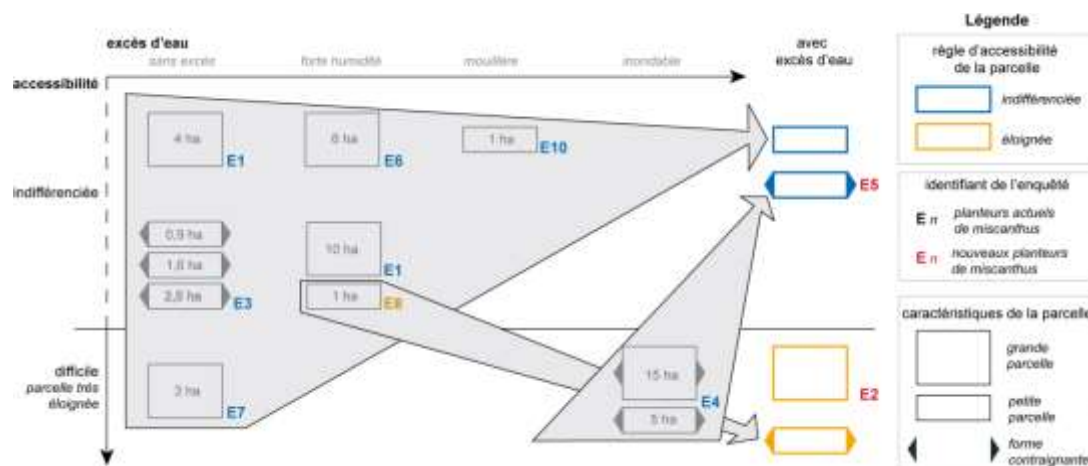 excès d'eau
sans excès
forte humidité
mouillère
inondable
avec
excès d'eau
accessibilité
4 ha
E1
6 ha
E6
1 ha
E10
indifférenciée
E5
0,9 ha
1,6 ha
E3
10 ha
E1
1 ha
E8
difficile
parcelle très
éloignée
3 ha
E7
15 ha
E4
5 ha
E2
Légende
règle d'accessibilité
de la parcelle
indifférenciée
éloignée
identifiant de l'enquêté
E n
planteurs actuels
de miscanthus
E n
nouveaux planteurs
de miscanthus
caractéristiques de la parcelle
grande
parcelle
petite
parcelle
forme
contraignante